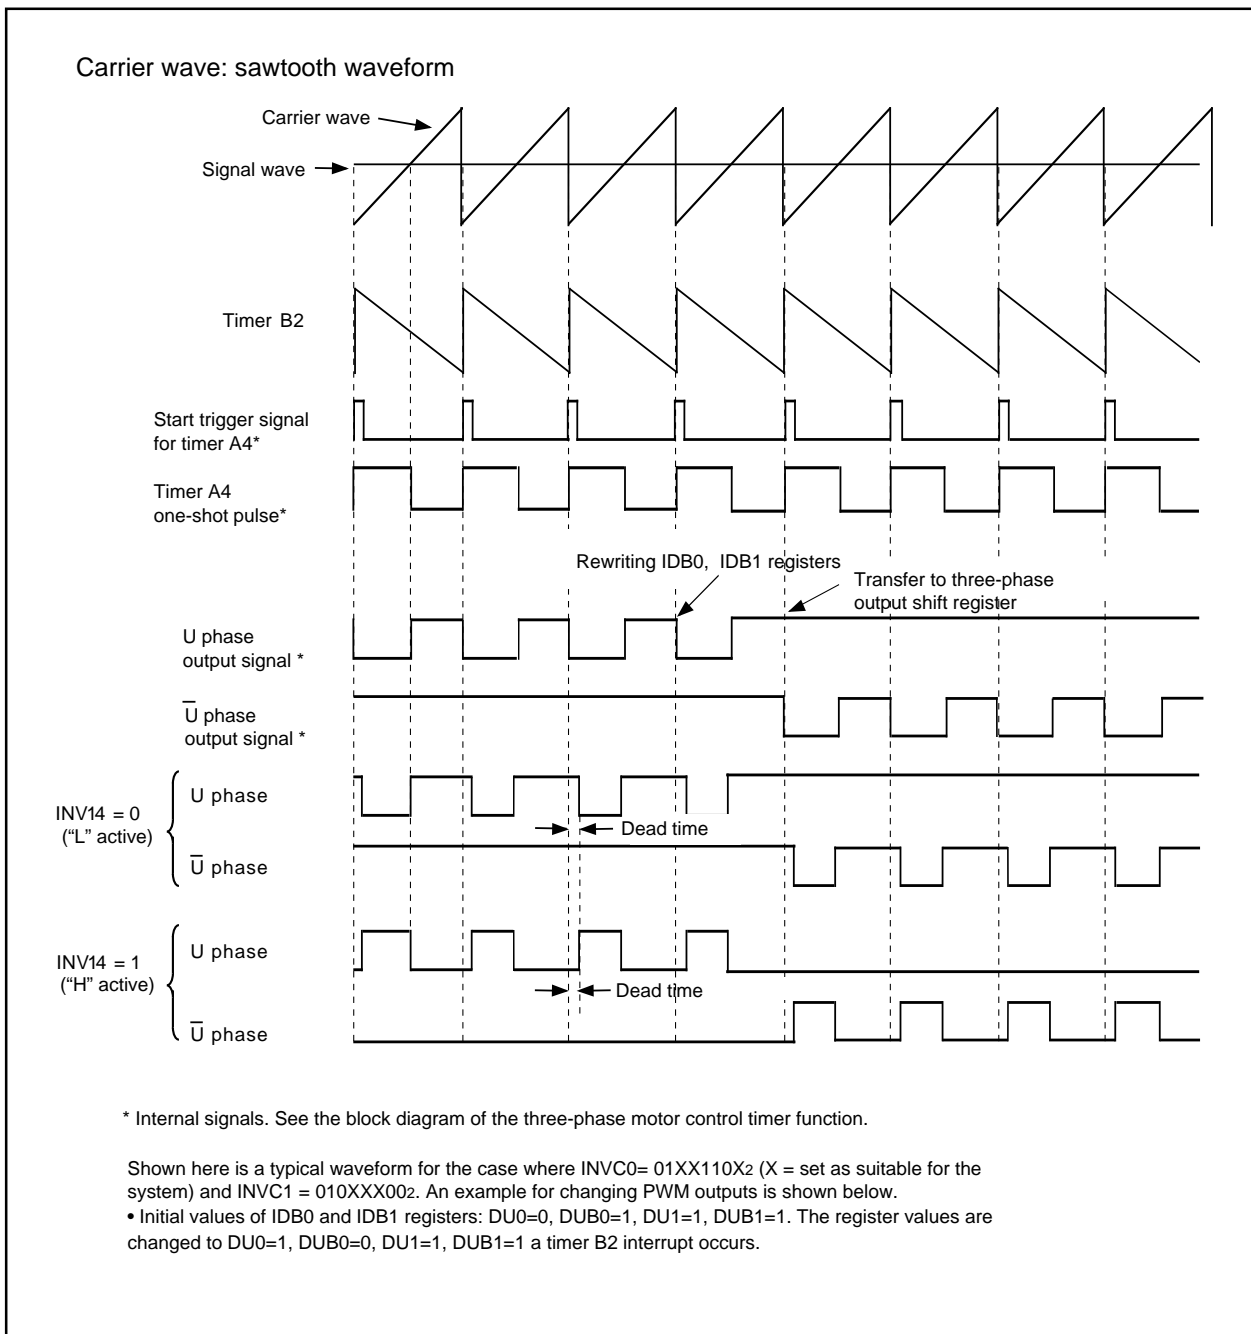 Carrier wave: sawtooth waveform
Carrier wave
Signal wave
Timer B2
Start trigger signal
for timer A4*
Timer A4
one-shot pulse*
Rewriting IDB0, IDB1 registers
Transfer to three-phase
output shift register
U phase
output signal *
U̅ phase
output signal *
INV14 = 0
(“L” active)
U phase
Dead time
U̅ phase
INV14 = 1
(“H” active)
U phase
Dead time
U̅ phase
* Internal signals. See the block diagram of the three-phase motor control timer function.
Shown here is a typical waveform for the case where INVC0= 01XX110X2 (X = set as suitable for the
system) and INVC1 = 010XXX002. An example for changing PWM outputs is shown below.
• Initial values of IDB0 and IDB1 registers: DU0=0, DUB0=1, DU1=1, DUB1=1. The register values are
changed to DU0=1, DUB0=0, DU1=1, DUB1=1 a timer B2 interrupt occurs.